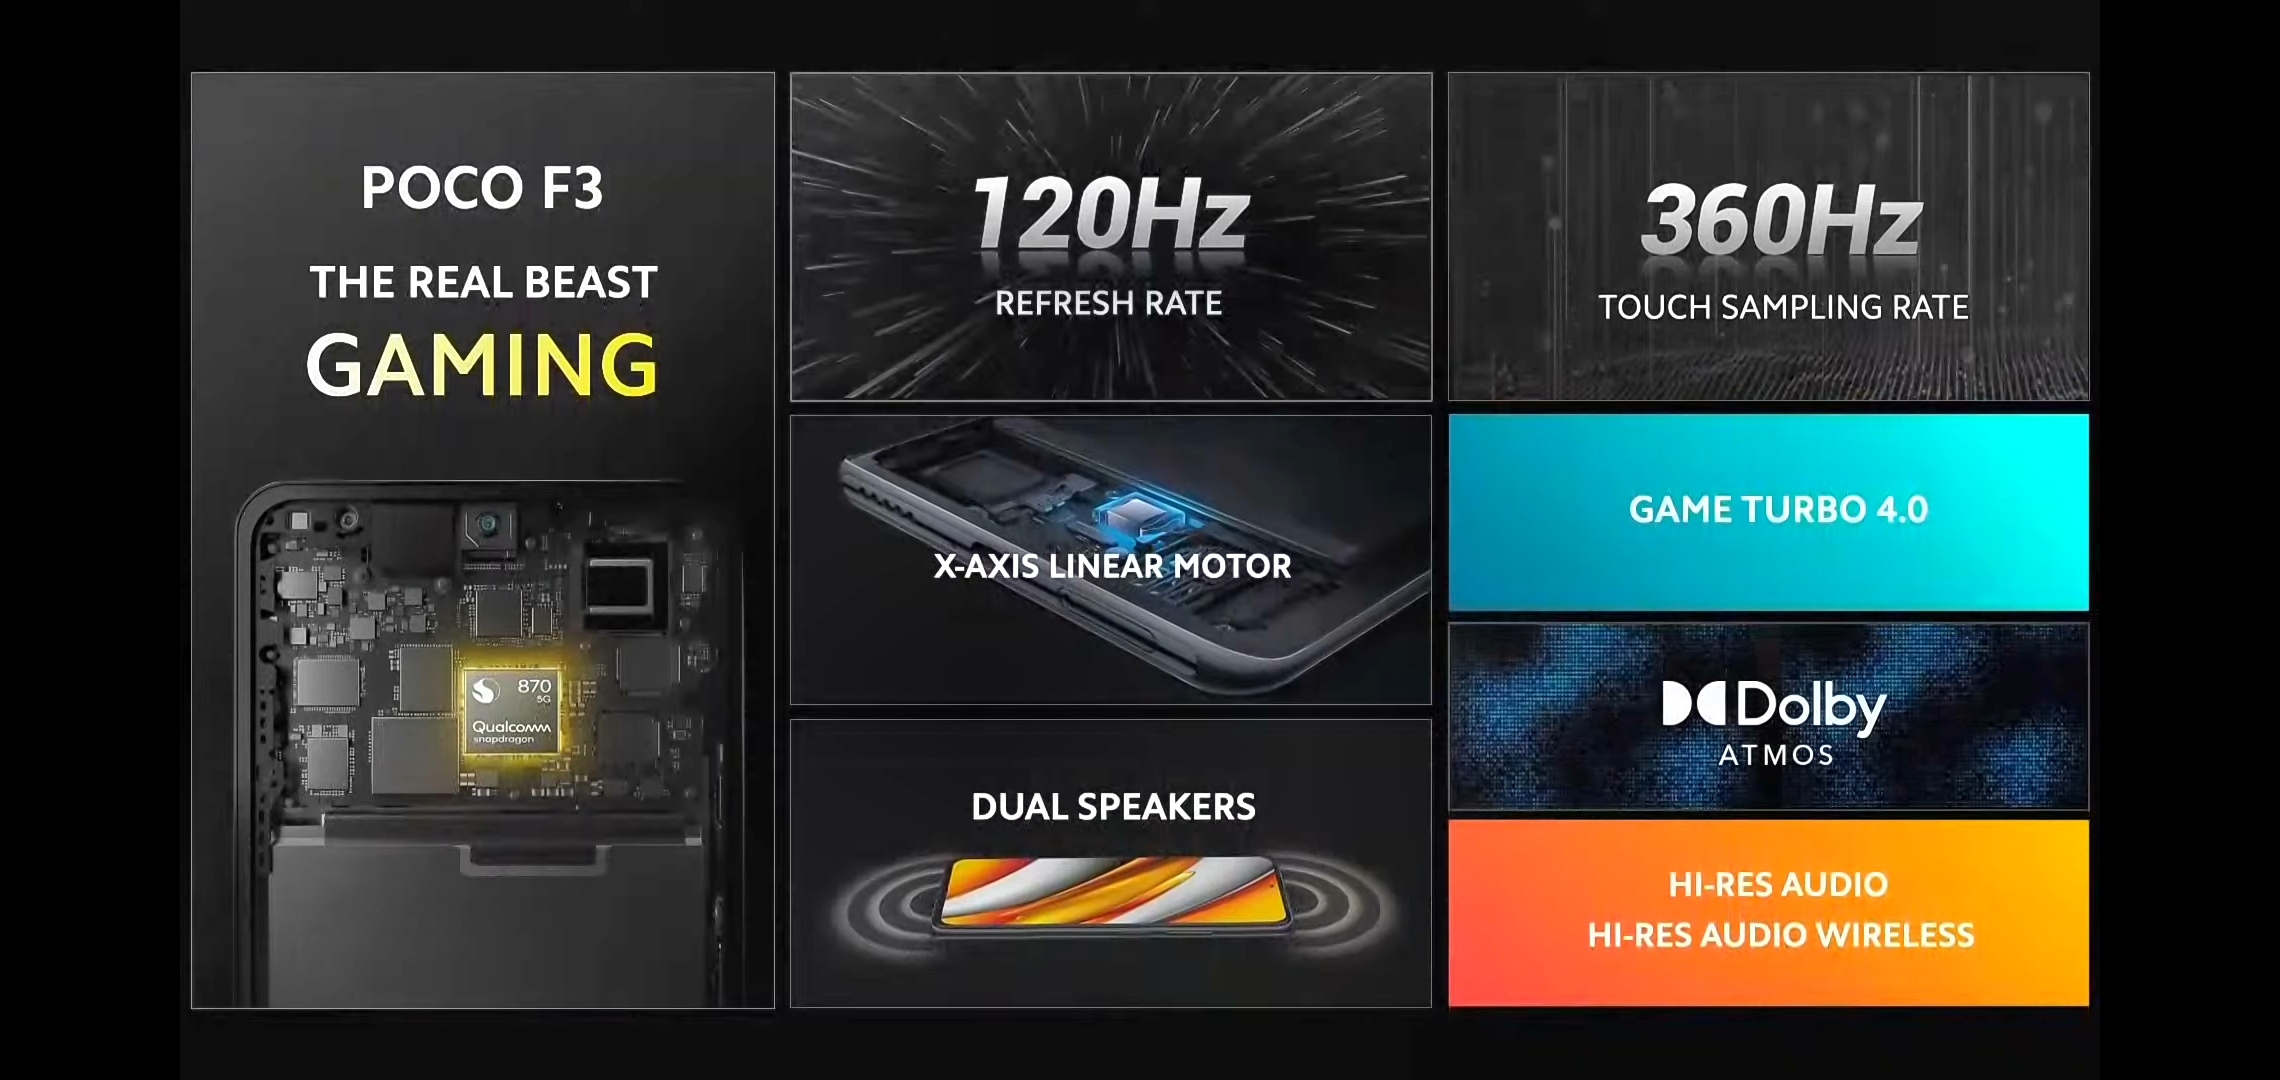 POCO F3
THE REAL BEAST
GAMING
870
5G
Qualcomm
snapdragon
120Hz
REFRESH RATE
X-AXIS LINEAR MOTOR
DUAL SPEAKERS
360Hz
TOUCH SAMPLING RATE
GAME TURBO 4.0
Dolby
ATMOS
HI-RES AUDIO
HI-RES AUDIO WIRELESS